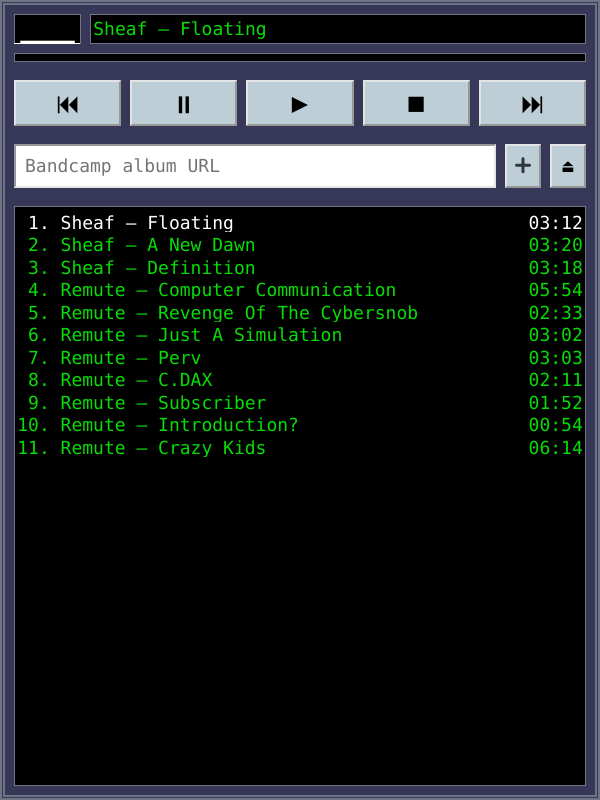 Sheaf – Floating
Bandcamp album URL
1. Sheaf – Floating 03:12
2. Sheaf – A New Dawn 03:20
3. Sheaf – Definition 03:18
4. Remute – Computer Communication 05:54
5. Remute – Revenge Of The Cybersnob 02:33
6. Remute – Just A Simulation 03:02
7. Remute – Perv 03:03
8. Remute – C.DAX 02:11
9. Remute – Subscriber 01:52
10. Remute – Introduction? 00:54
11. Remute – Crazy Kids 06:14